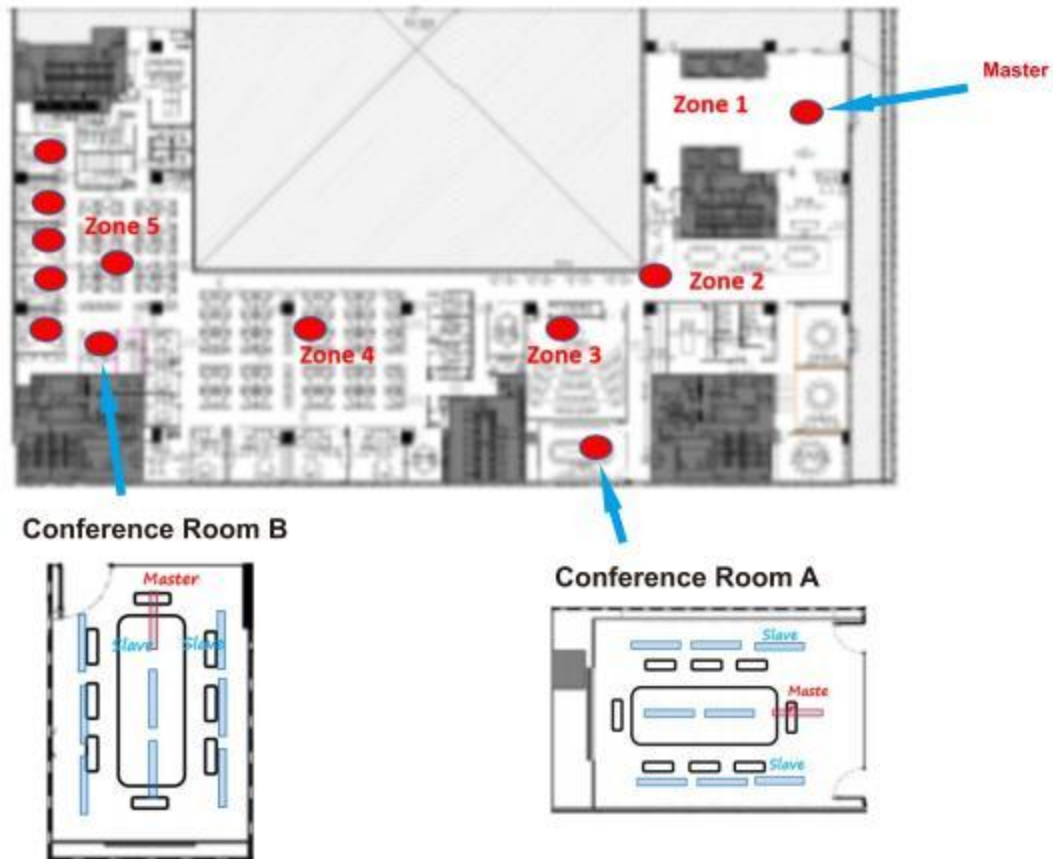 Master
Zone 1
Zone 5
Zone 2
Zone 4
Zone 3
Conference Room B
Conference Room A
Master
Slave
Slave
Slave
Maste
Slave